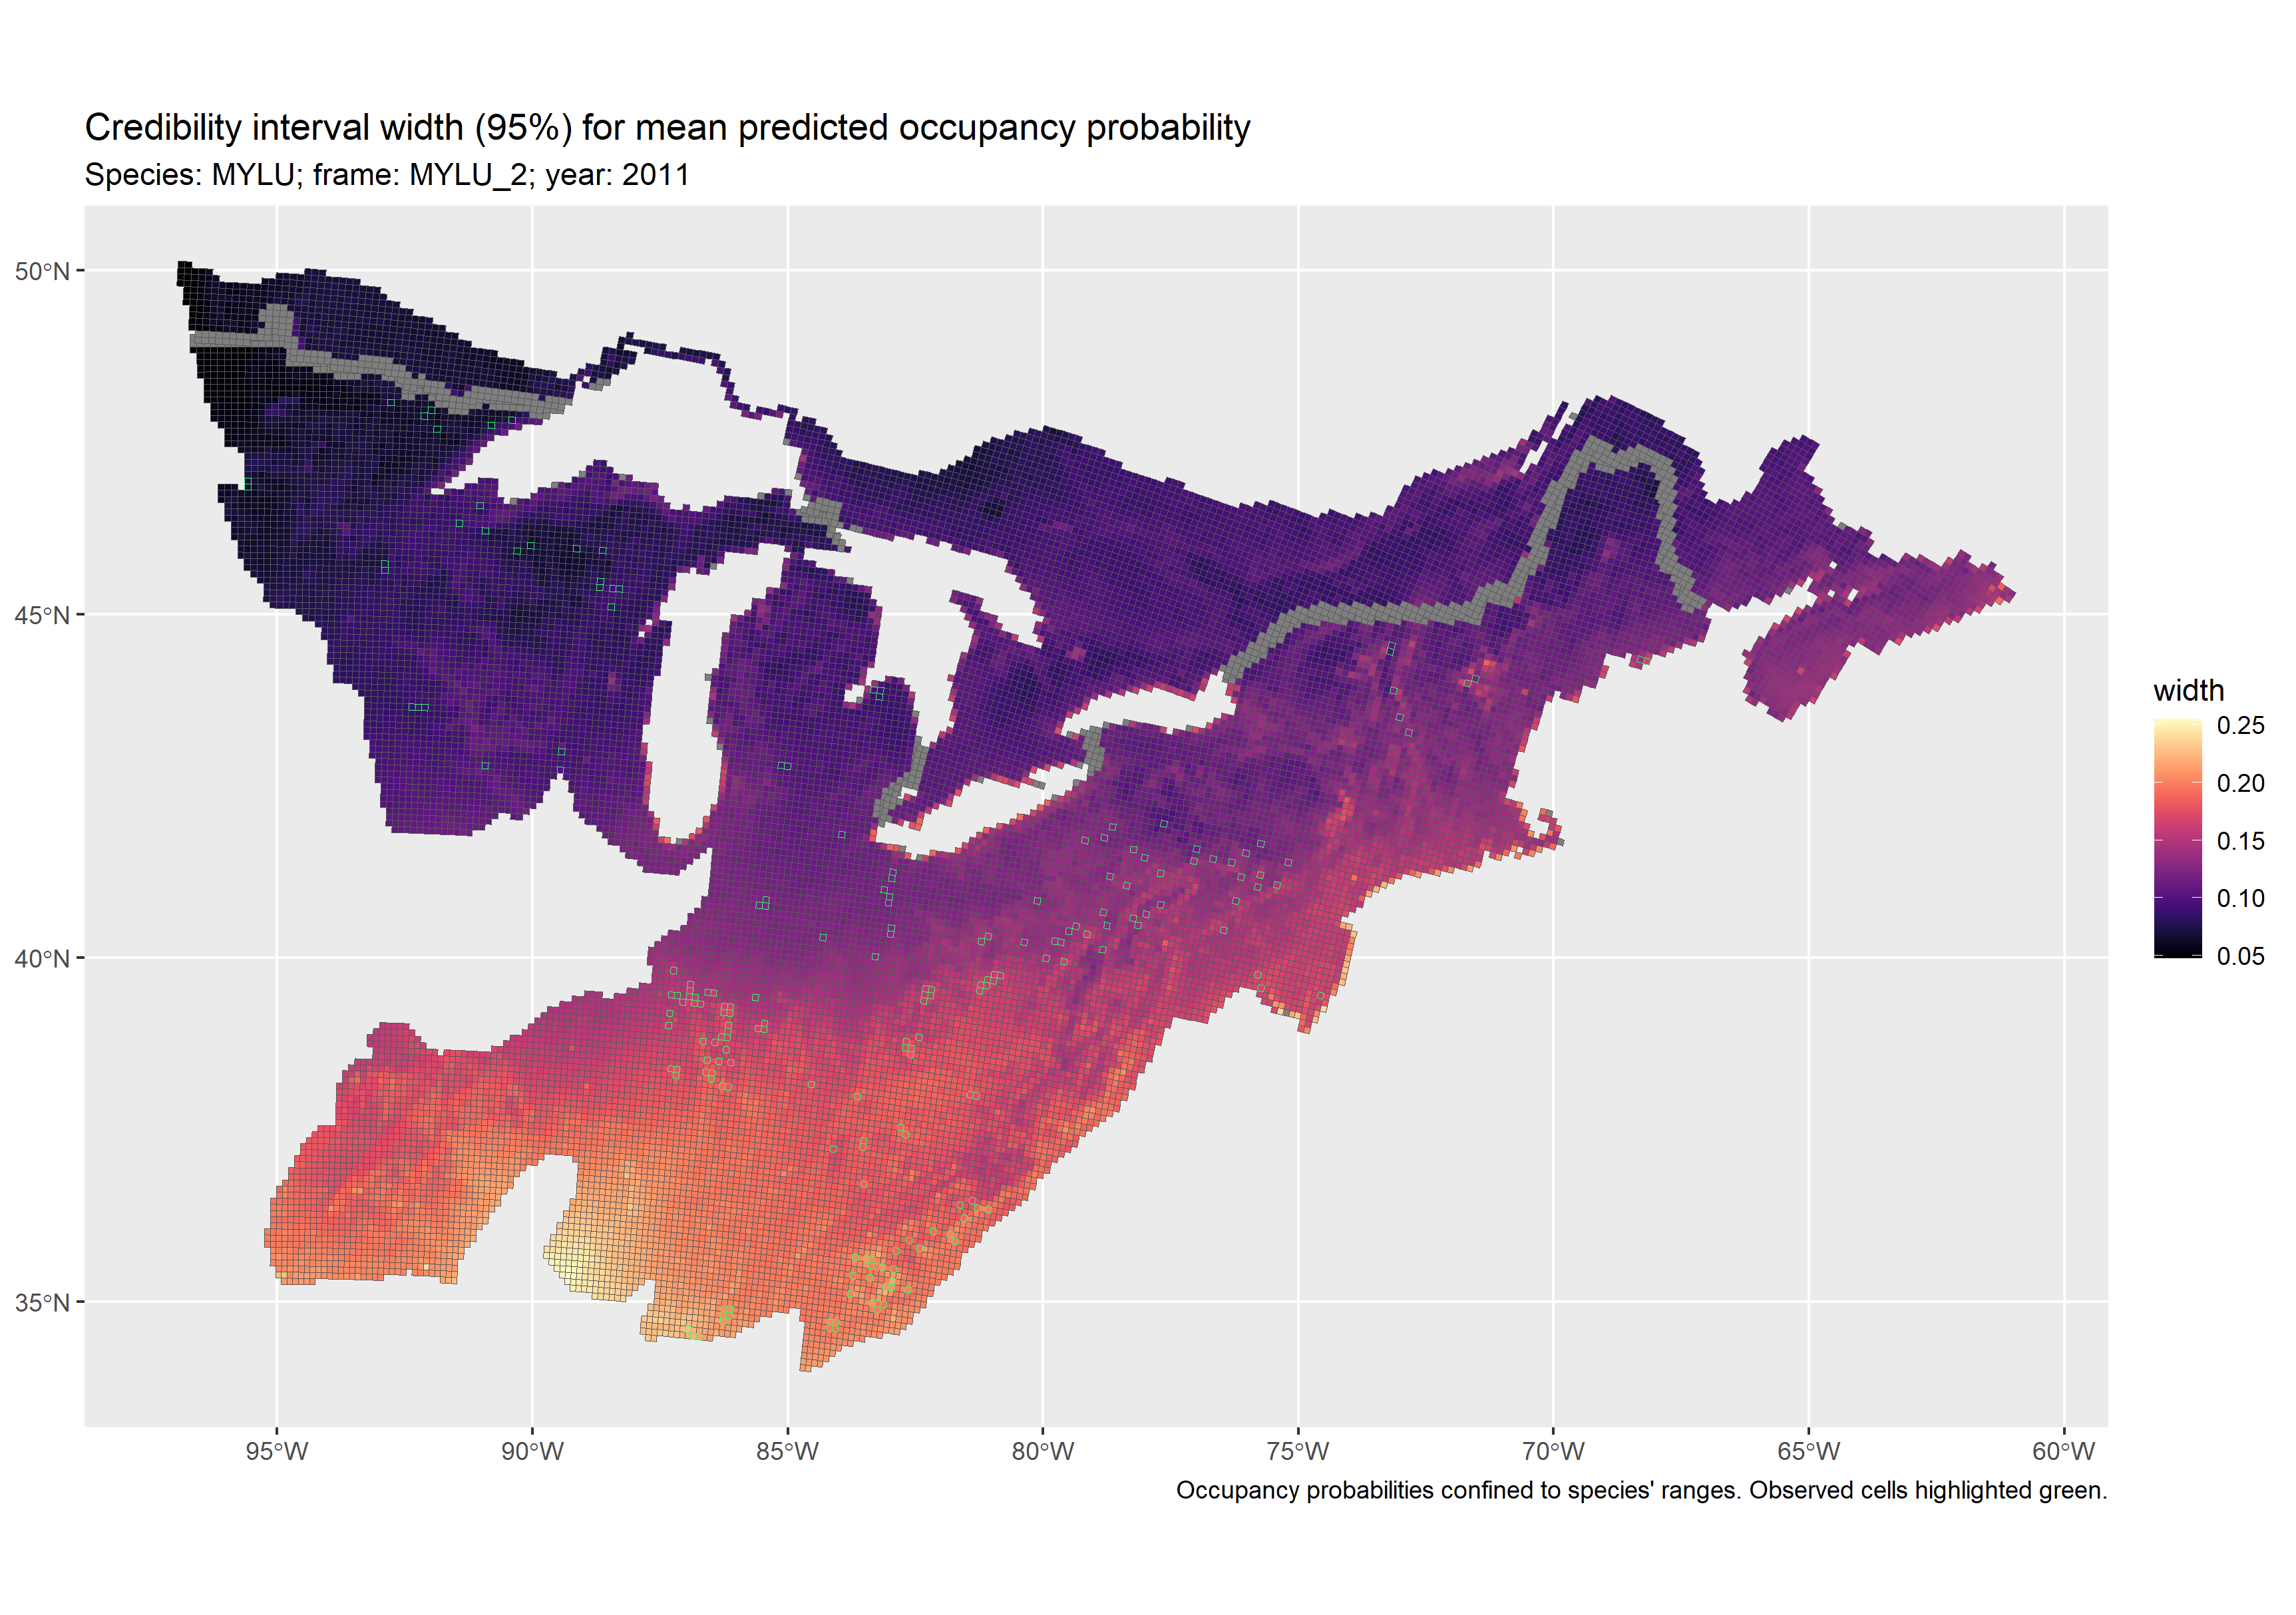 Credibility interval width (95%) for mean predicted occupancy probability
Species: MYLU; frame: MYLU_2; year: 2011
50°N
45°N
40°N
35°N
95°W
90°W
85°W
80°W
75°W
70°W
65°W
60°W
width
0.25
0.20
0.15
0.10
0.05
Occupancy probabilities confined to species' ranges. Observed cells highlighted green.